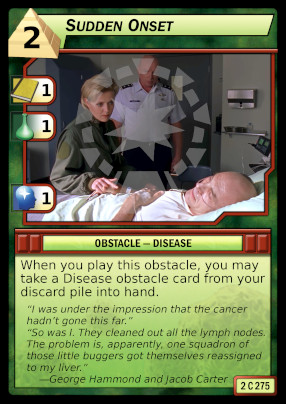 2
SUDDEN ONSET
1
1
1
OBSTACLE — DISEASE
When you play this obstacle, you may
take a Disease obstacle card from your
discard pile into hand.
“I was under the impression that the cancer
hadn't gone this far.”
“So was I. They cleaned out all the lymph nodes.
The problem is, apparently, one squadron of
those little buggers got themselves reassigned
to my liver.”
—George Hammond and Jacob Carter
2 C 275